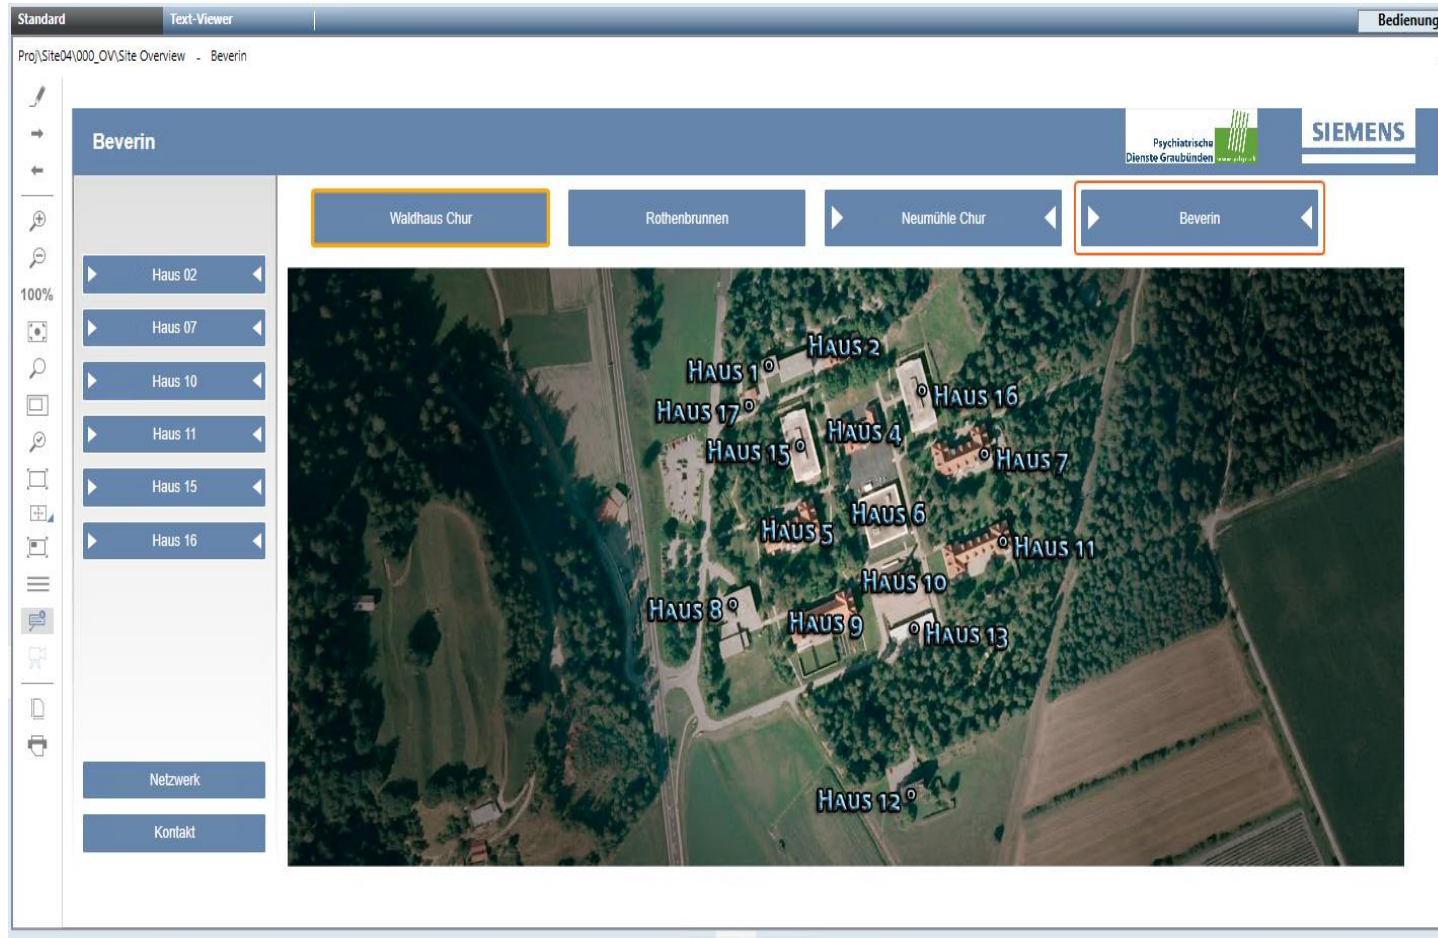 Standard Text-Viewer
Bedienung
Proj\Site04\000_OV\Site Overview - Beverin
Beverin
Psychiatrische
Dienste Graubünden
SIEMENS
Waldhaus Chur Rothenbrunnen Neumühle Chur Beverin
Haus 02
Haus 07
100%
Haus 10
Haus 11
Haus 15
Haus 16
Netzwerk
Kontakt
HAUS 2
HAUS 1
HAUS 16
HAUS 17
HAUS 4
HAUS 15
HAUS 7
HAUS 6
HAUS 5
HAUS 11
HAUS 10
HAUS 8
HAUS 9
HAUS 13
HAUS 12